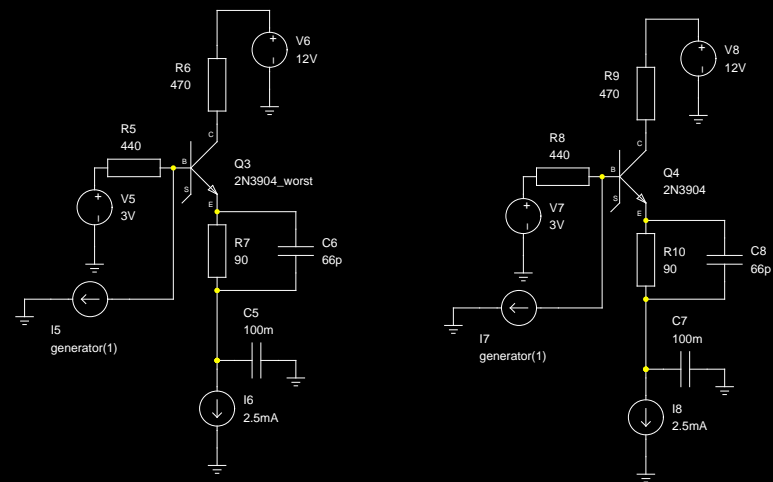 V6
12V
R6
470
C
R5
440
B
Q3
2N3904_worst
S
E
V5
3V
R7
90
C6
66p
I5
generator(1)
C5
100m
I6
2.5mA
V8
12V
R9
470
C
R8
440
B
Q4
2N3904
S
E
V7
3V
R10
90
C8
66p
I7
generator(1)
C7
100m
I8
2.5mA